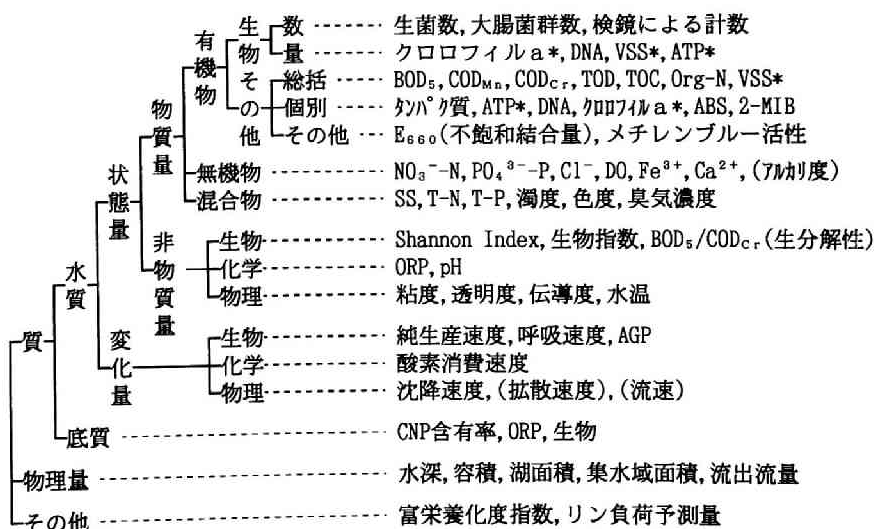 生 数 生菌数,大腸菌群数,検鏡による計数
有機物 物 量 クロロフィルa*,DNA,VSS*,ATP*
そ 総括 BOD₅,CODMn,CODCr,TOD,TOC,Org-N,VSS*
物質量 の 個別 ﾀﾝﾊﾟｸ質,ATP*,DNA,ｸﾛﾛﾌｨﾙa*,ABS,2-MIB
他 その他 E₆₆₀(不飽和結合量),メチレンブルー活性
状態量 無機物 NO₃⁻-N,PO₄³⁻-P,Cl⁻,DO,Fe³⁺,Ca²⁺,(ｱﾙｶﾘ度)
混合物 SS,T-N,T-P,濁度,色度,臭気濃度
非物質量 生物 Shannon Index,生物指数,BOD₅/CODCr(生分解性)
水質 化学 ORP,pH
物理 粘度,透明度,伝導度,水温
質 変化量 生物 純生産速度,呼吸速度,AGP
化学 酸素消費速度
物理 沈降速度,(拡散速度),(流速)
底質 CNP含有率,ORP,生物
物理量 水深,容積,湖面積,集水域面積,流出流量
その他 富栄養化度指数,リン負荷予測量